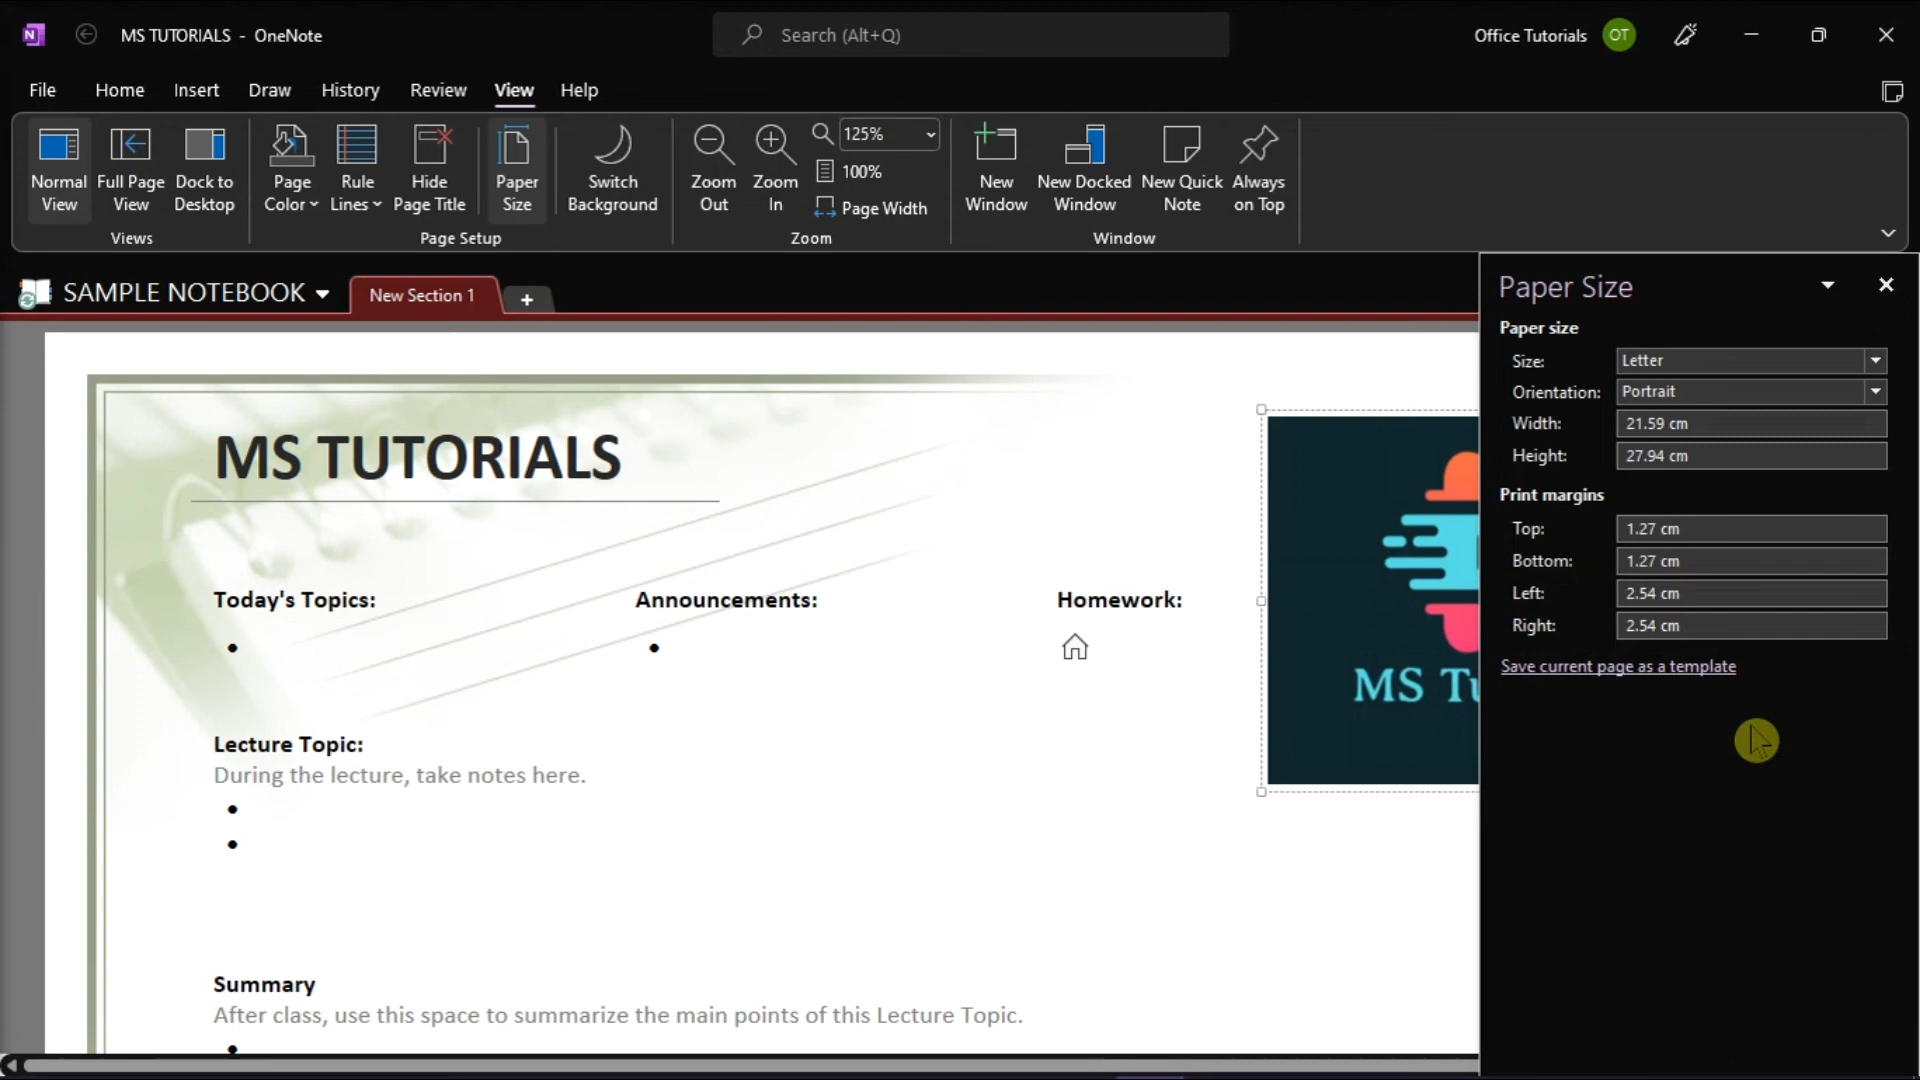 MS TUTORIALS - OneNote
Search (Alt+Q)
Office Tutorials OT
File Home Insert Draw History Review View Help
Normal View
Full Page View
Dock to Desktop
Views
Page Color
Rule Lines
Hide Page Title
Paper Size
Switch Background
Page Setup
Zoom Out
Zoom In
125%
100%
Page Width
Zoom
New Window
New Docked Window
New Quick Note
Always on Top
Window
SAMPLE NOTEBOOK
New Section 1
+
MS TUTORIALS
Today's Topics:
Announcements:
Homework:
MS Tu
Lecture Topic:
During the lecture, take notes here.
Summary
After class, use this space to summarize the main points of this Lecture Topic.
Paper Size
Paper size
Size: Letter
Orientation: Portrait
Width: 21.59 cm
Height: 27.94 cm
Print margins
Top: 1.27 cm
Bottom: 1.27 cm
Left: 2.54 cm
Right: 2.54 cm
Save current page as a template